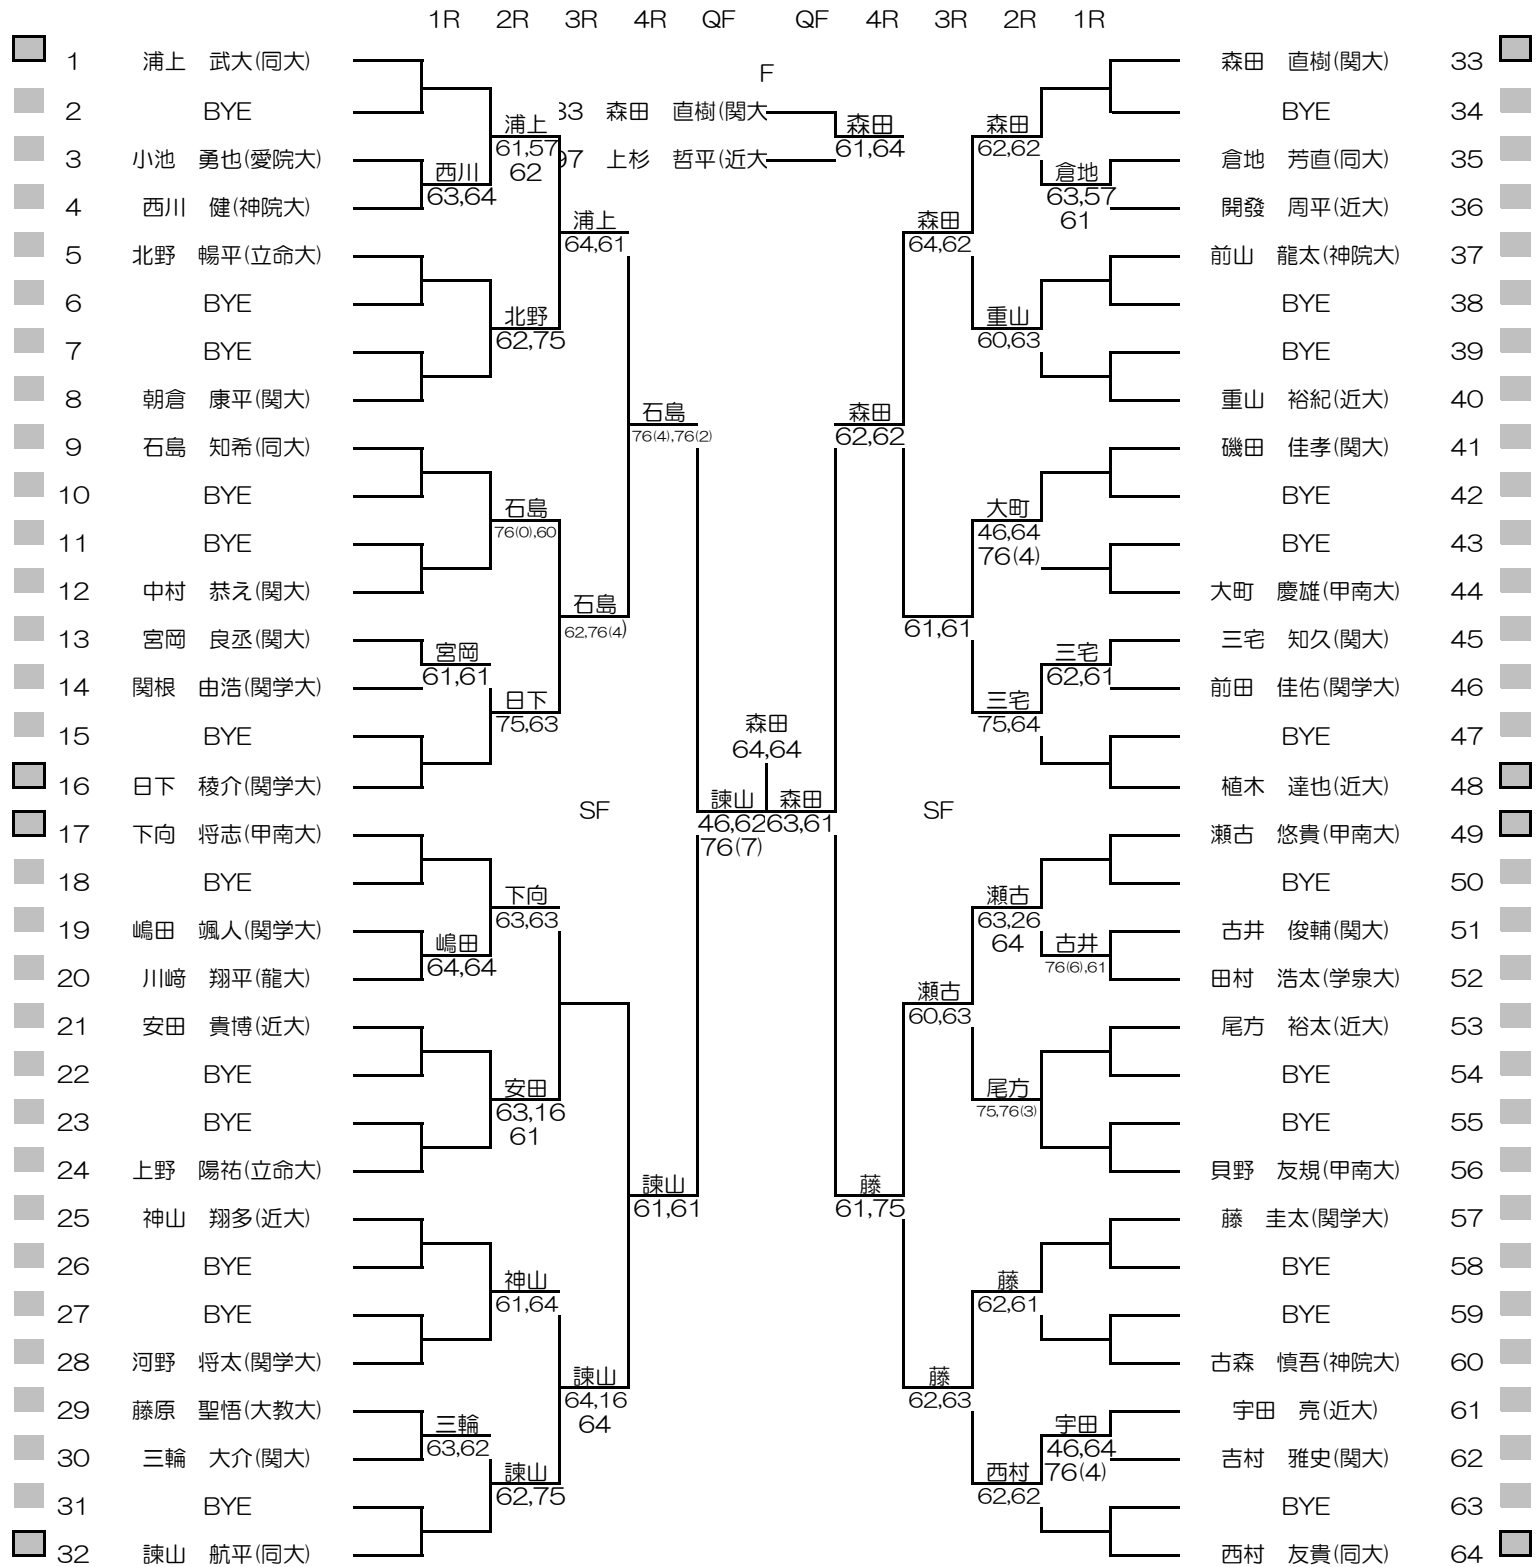 1R 2R 3R 4R QF QF 4R 3R 2R 1R
1 浦上 武大(同大) 森田 直樹(関大) 33
F
2 BYE 浦上 33 森田 直樹(関大 森田 森田 BYE 34
61,57 61,64 62,62
3 小池 勇也(愛院大) 62 97 上杉 哲平(近大 倉地 芳直(同大) 35
西川 倉地
63,64 63,57
4 西川 健(神院大) 61 開發 周平(近大) 36
浦上 森田
64,61 64,62
5 北野 暢平(立命大) 前山 龍太(神院大) 37
6 BYE BYE 38
北野 重山
62,75 60,63
7 BYE BYE 39
8 朝倉 康平(関大) 重山 裕紀(近大) 40
石島 森田
76(4),76(2) 62,62
9 石島 知希(同大) 磯田 佳孝(関大) 41
10 BYE BYE 42
石島 大町
76(0),60 46,64
76(4)
11 BYE BYE 43
12 中村 恭え(関大) 大町 慶雄(甲南大) 44
石島
62,76(4) 61,61
13 宮岡 良丞(関大) 三宅 知久(関大) 45
宮岡 三宅
61,61 62,61
14 関根 由浩(関学大) 前田 佳佑(関学大) 46
日下 三宅
75,63 75,64
15 BYE 森田 BYE 47
64,64
16 日下 稜介(関学大) 植木 達也(近大) 48
SF 諫山 森田 SF
46,62 63,61
76(7)
17 下向 将志(甲南大) 瀬古 悠貴(甲南大) 49
18 BYE BYE 50
下向 瀬古
63,63 63,26
64
19 嶋田 颯人(関学大) 古井 俊輔(関大) 51
嶋田 古井
64,64 76(6),61
20 川﨑 翔平(龍大) 田村 浩太(学泉大) 52
瀬古
60,63
21 安田 貴博(近大) 尾方 裕太(近大) 53
22 BYE BYE 54
安田 尾方
63,16 75,76(3)
61
23 BYE BYE 55
24 上野 陽祐(立命大) 貝野 友規(甲南大) 56
諫山 藤
61,61 61,75
25 神山 翔多(近大) 藤 圭太(関学大) 57
26 BYE BYE 58
神山 藤
61,64 62,61
27 BYE BYE 59
28 河野 将太(関学大) 古森 慎吾(神院大) 60
諫山 藤
64,16 62,63
64
29 藤原 聖悟(大教大) 宇田 亮(近大) 61
三輪 宇田
63,62 46,64
76(4)
30 三輪 大介(関大) 吉村 雅史(関大) 62
諫山 西村
62,75 62,62
31 BYE BYE 63
32 諫山 航平(同大) 西村 友貴(同大) 64